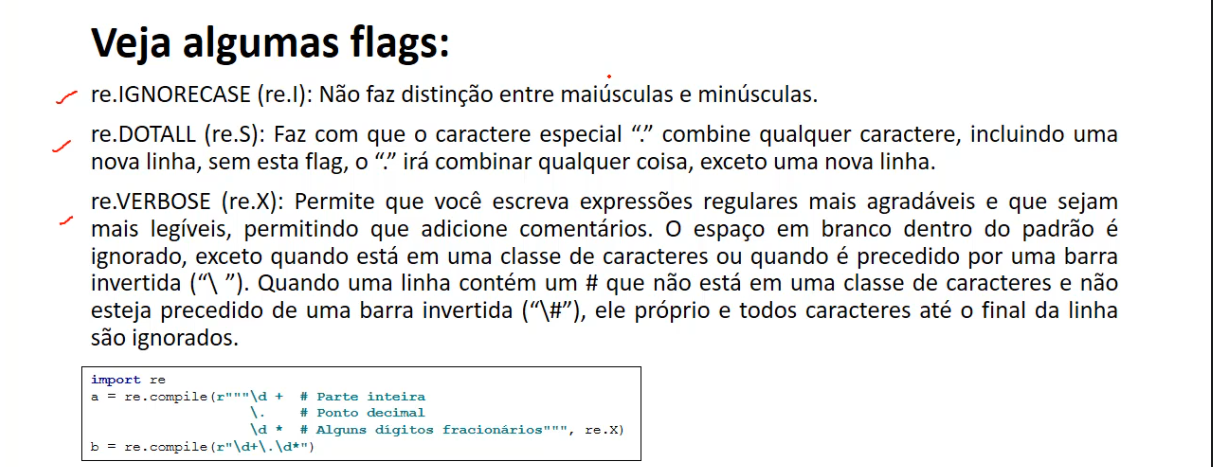 Veja algumas flags:
re.IGNORECASE (re.I): Não faz distinção entre maiúsculas e minúsculas.
re.DOTALL (re.S): Faz com que o caractere especial “.” combine qualquer caractere, incluindo uma
nova linha, sem esta flag, o “.” irá combinar qualquer coisa, exceto uma nova linha.
re.VERBOSE (re.X): Permite que você escreva expressões regulares mais agradáveis e que sejam
mais legíveis, permitindo que adicione comentários. O espaço em branco dentro do padrão é
ignorado, exceto quando está em uma classe de caracteres ou quando é precedido por uma barra
invertida (“\ ”). Quando uma linha contém um # que não está em uma classe de caracteres e não
esteja precedido de uma barra invertida (“\#”), ele próprio e todos caracteres até o final da linha
são ignorados.
import re
a = re.compile(r"""\d +  # Parte inteira
                   \.    # Ponto decimal
                   \d *  # Alguns dígitos fracionários""", re.X)
b = re.compile(r"\d+\.\d*")